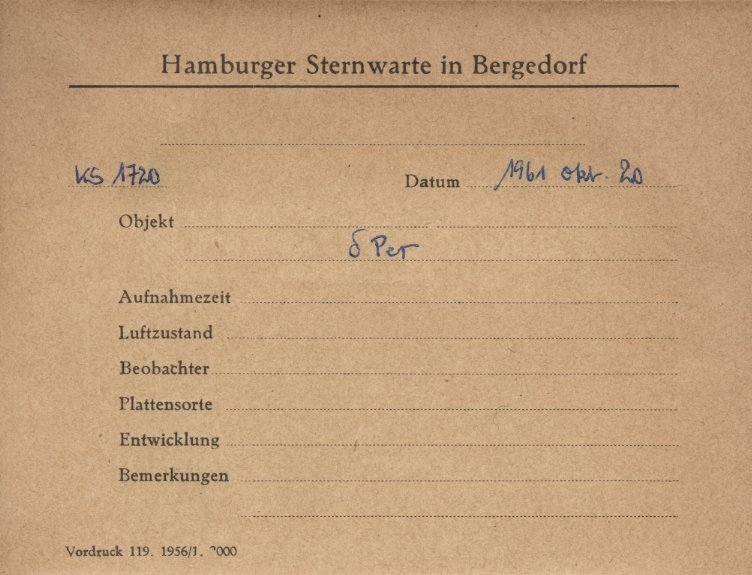 Hamburger Sternwarte in Bergedorf
KS 1720 Datum 1961 okt. 20
Objekt
δ Per
Aufnahmezeit
Luftzustand
Beobachter
Plattensorte
Entwicklung
Bemerkungen
Vordruck 119. 1956/1.